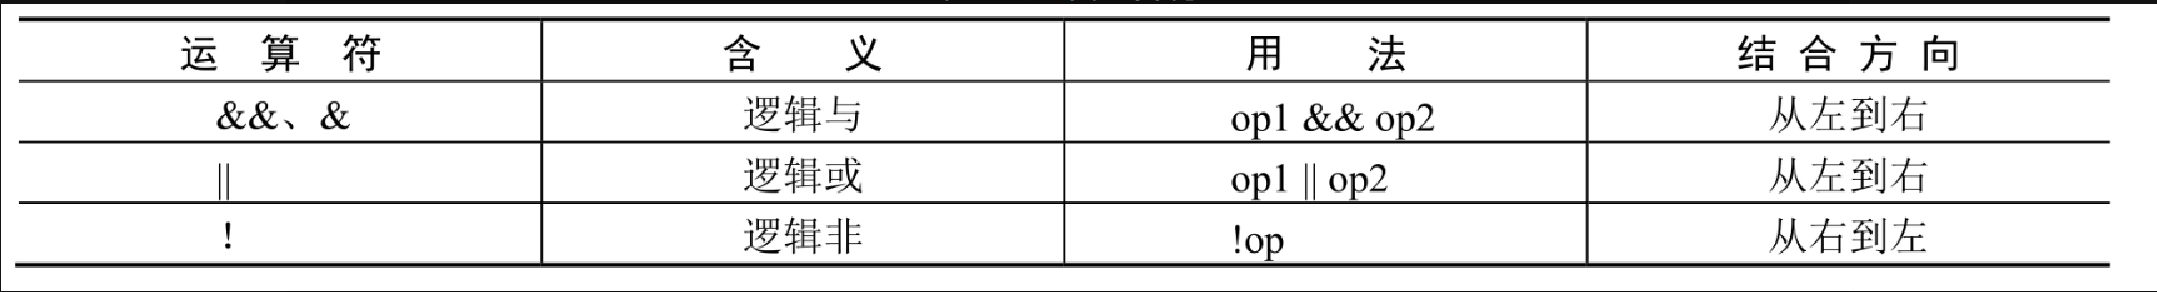 运 算 符 含 义 用 法 结 合 方 向
&&、& 逻辑与 op1 && op2 从左到右
|| 逻辑或 op1 || op2 从左到右
! 逻辑非 !op 从右到左